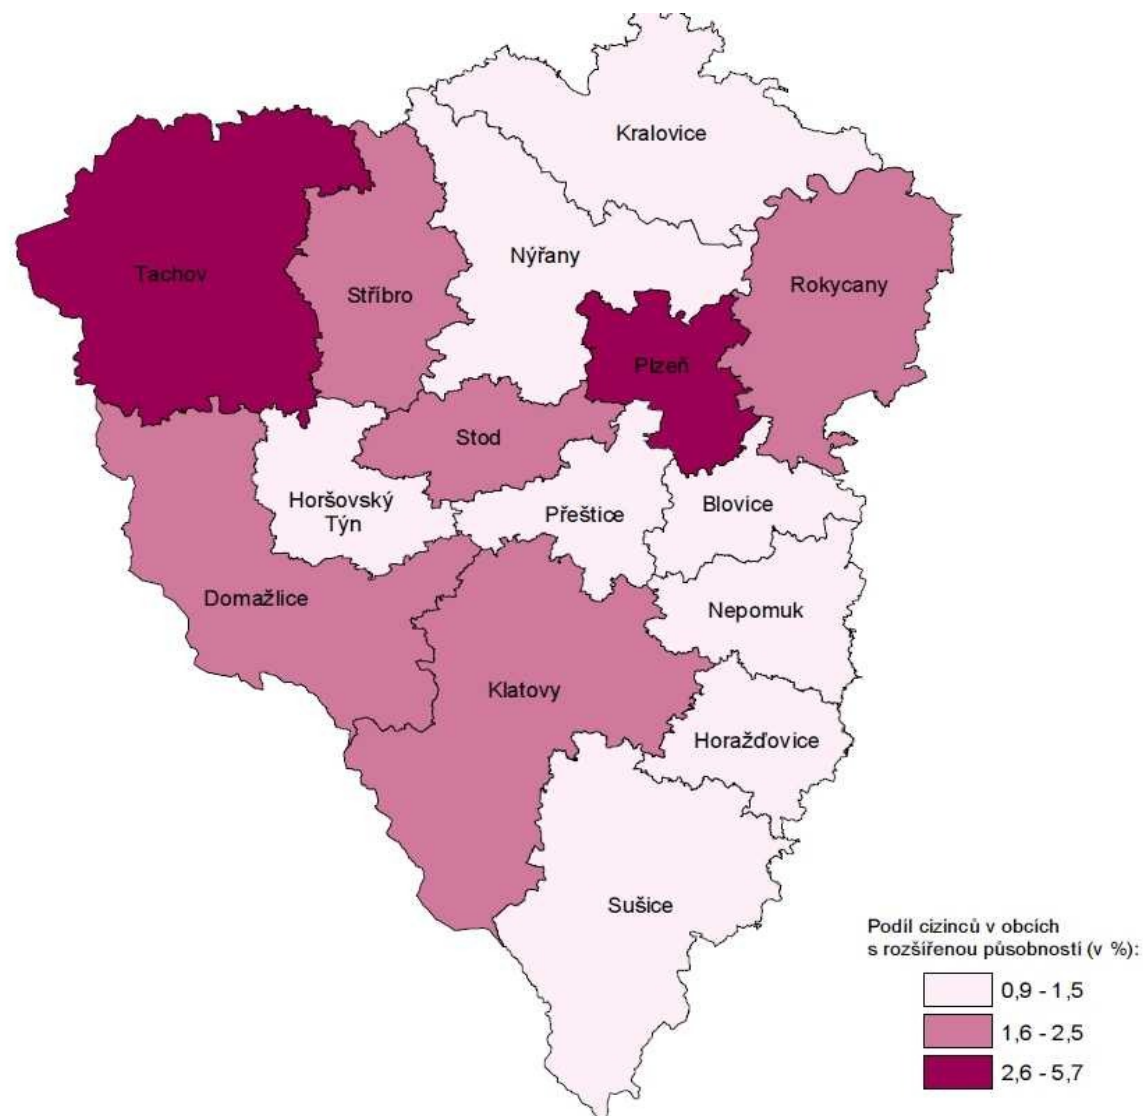 Kralovice
Nýřany
Tachov
Stříbro
Rokycany
Plzeň
Stod
Horšovský
Týn
Přeštice
Blovice
Domažlice
Nepomuk
Klatovy
Horažďovice
Sušice
Podíl cizinců v obcích
s rozšířenou působností (v %):
0,9 - 1,5
1,6 - 2,5
2,6 - 5,7